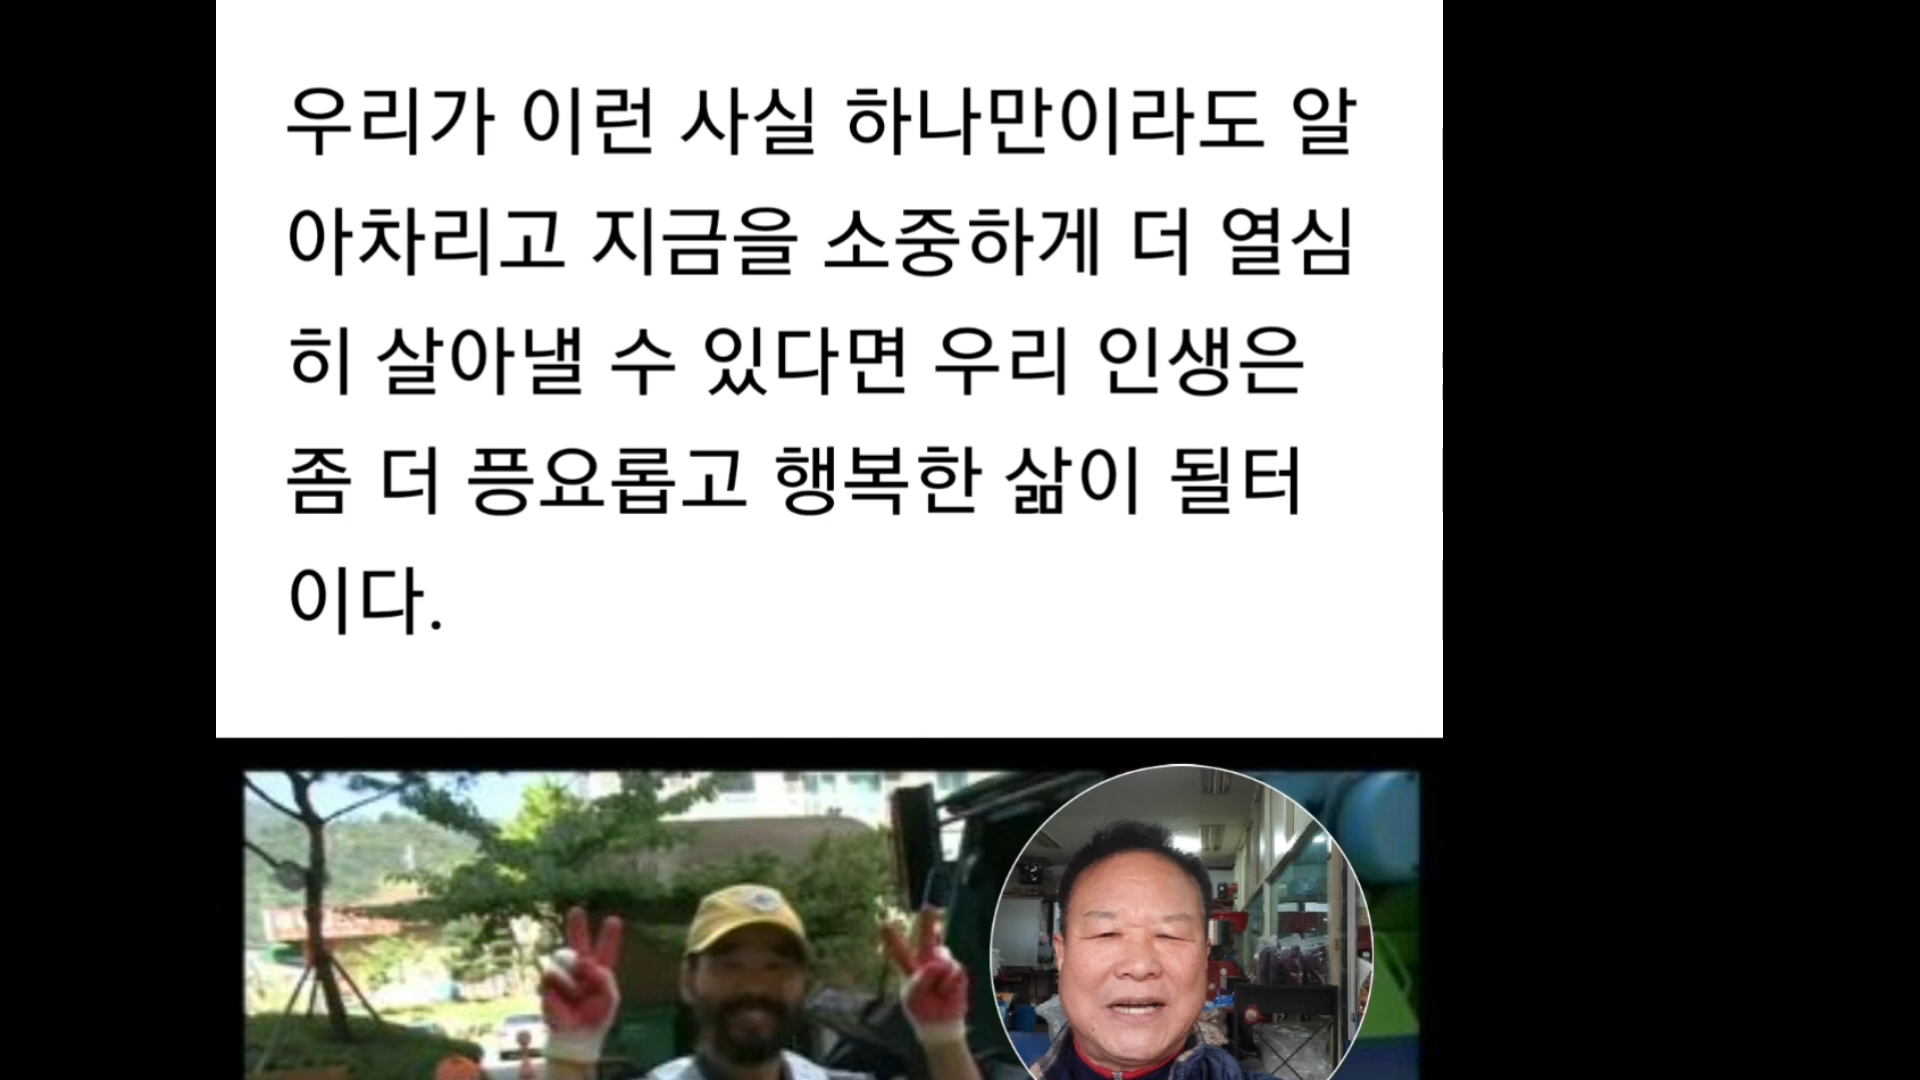 우리가 이런 사실 하나만이라도 알
아차리고 지금을 소중하게 더 열심
히 살아낼 수 있다면 우리 인생은
좀 더 픙요롭고 행복한 삶이 될터
이다.